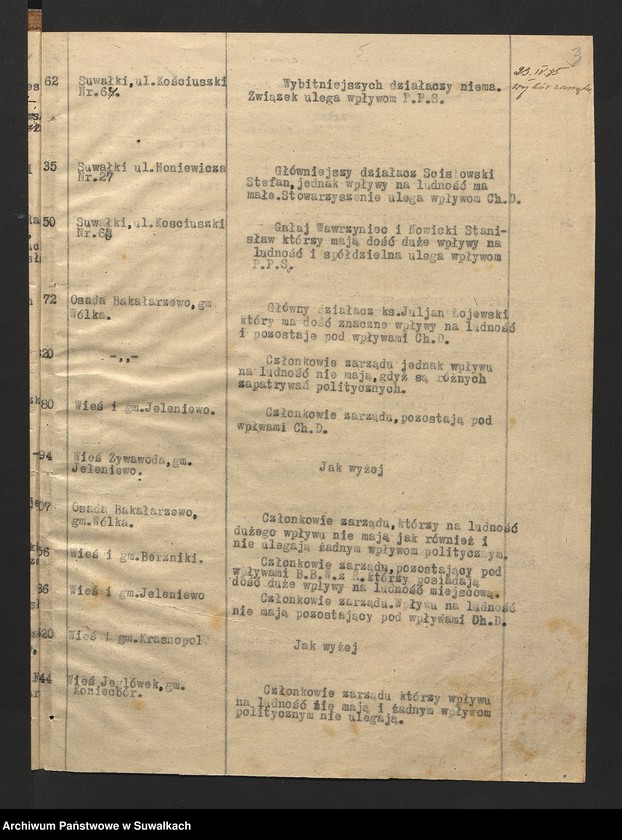 3
62
Suwałki, ul.Kościuszki
Nr.67.
Wybitniejszych działaczy niema.
Związek ulega wpływom P.P.S.
35
Suwałki ul.Noniewicza
Nr.27
Główniejszy działacz
Stefan,jednak wpływy na ludność ma
małe.Stowarzyszenie ulega wpływom Ch.D.
50
Suwałki,ul.Kosciuszki
Nr.68
Gałaj Wawrzyniec i Nowicki Stani-
sław którzy mają dość duże wpływy na
ludność i spółdzielna ulega wpływom
P.P.S.
72
Osada Bakałarzewo,gm.
Wólka.
Główny działacz ks.Juljan Łojewski
który ma dość znaczne wpływy na ludność
i pozostaje pod wpływami Ch.D.
20
-,,-
Członkowie zarządu jednak wpływu
na ludność nie mają,gdyż są różnych
zapatrywań politycznych.
80
Wieś i gm.Jeleniewo.
Członkowie zarządu,pozostają pod
wpływami Ch.D.
-94
Wieś Żywawoda,gm.
Jeleniewo.
Jak wyżej
07
Osada Bakałarzewo,
gm.Wólka.
Członkowie zarządu,którzy na ludność
dużego wpływu nie mają jak również i
nie ulegają żadnym wpływom politycznym.
56
Wieś i gm.Berzniki.
Członkowie zarządu,pozostający pod
wpływami B.B.W.z R.którzy posiadają
dość duże wpływy na ludność miejscową.
86
Wieś i gm.Jeleniewo
Członkowie zarządu.Wpływu na ludność
nie mają pozostający pod wpływami Ch.D.
20
Wieś i gm.Krasnopol
Jak wyżej
44
Wieś Jeglówek,gm.
Koniecbór.
Członkowie zarządu którzy wpływu
na ludność nie mają i żadnym wpływom
politycznym nie ulegają.
Archiwum Państwowe w Suwałkach